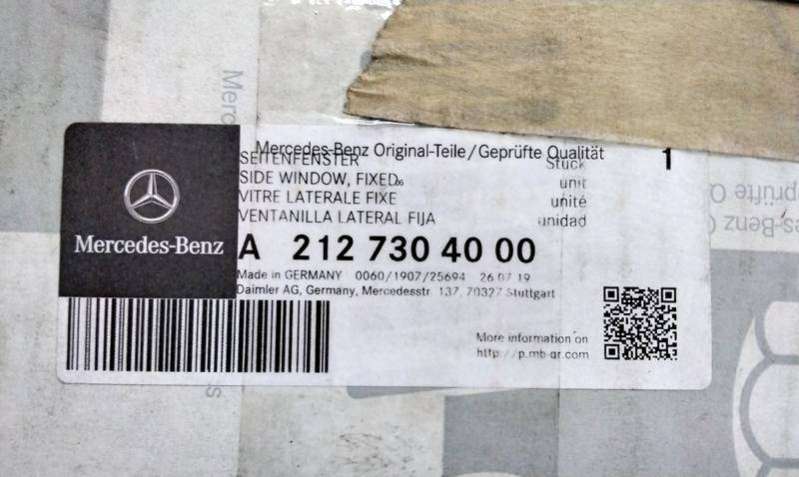 Mercedes-Benz Original-Teile/Geprüfte Qualität
SEITENFENSTER Stück 1
SIDE WINDOW, FIXED unit
VITRE LATERALE FIXE unité
VENTANILLA LATERAL FIJA unidad
Mercedes-Benz
A 212 730 40 00
Made in GERMANY 0060/1907/25694 26.07.19
Daimler AG, Germany, Mercedesstr. 137, 70327 Stuttgart
More information on
http://p.mb-qr.com